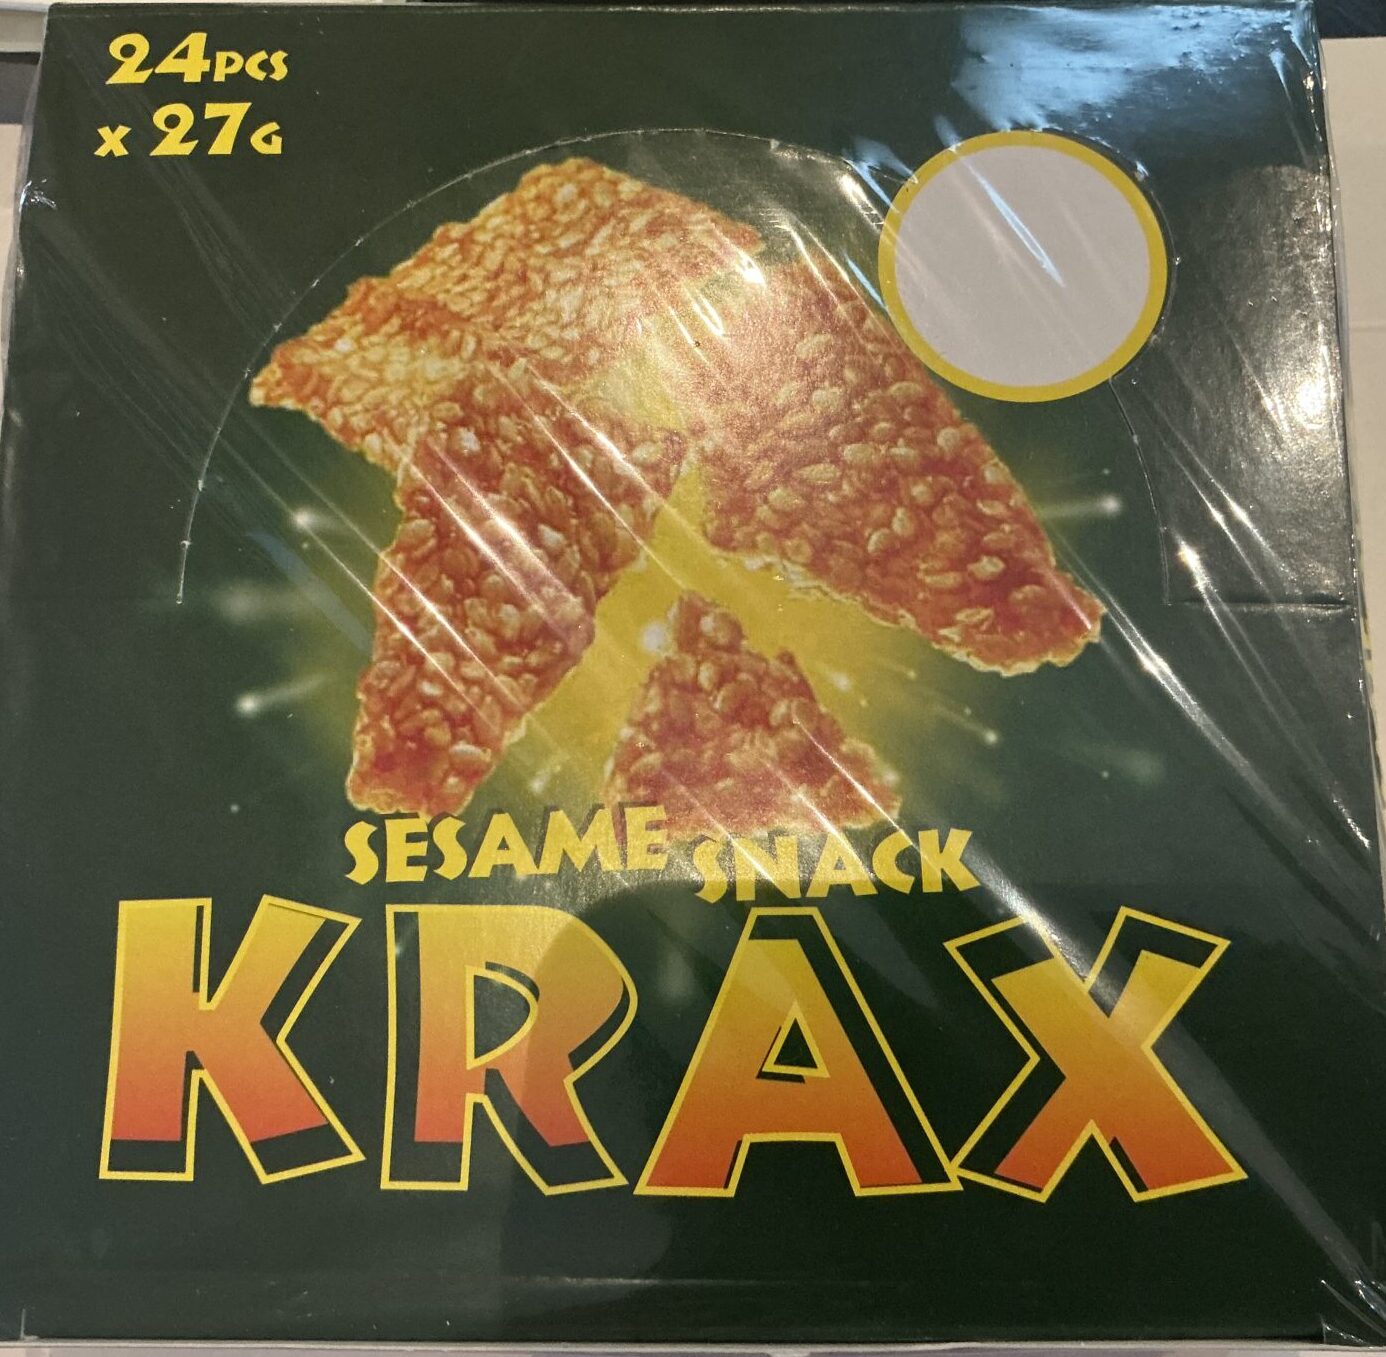 24PCS
x 27G
SESAME SNACK
KRAX